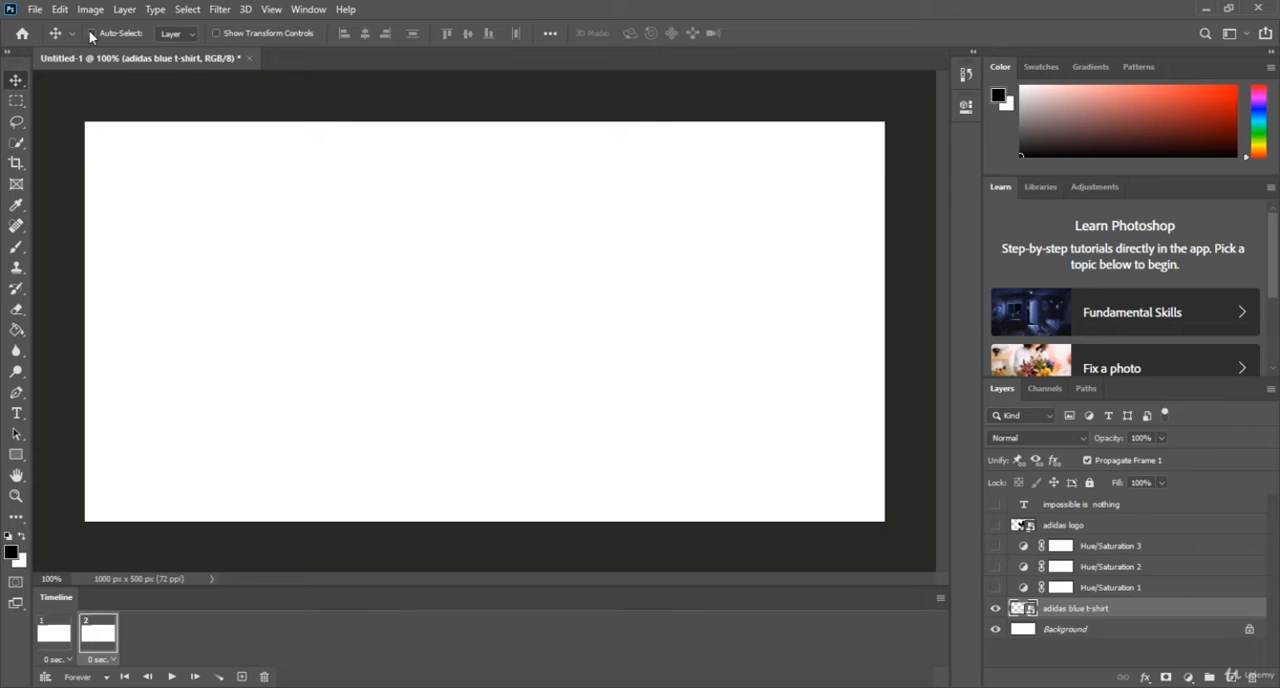 Ps File Edit Image Layer Type Select Filter 3D View Window Help
Auto-Select: Layer Show Transform Controls 3D Mode:
Untitled-1 @ 100% (adidas blue t-shirt, RGB/8) * ×
Color Swatches Gradients Patterns
Learn Libraries Adjustments
Learn Photoshop
Step-by-step tutorials directly in the app. Pick a
topic below to begin.
Fundamental Skills
Fix a photo
Layers Channels Paths
Kind
Normal Opacity: 100%
Unify: Propagate Frame 1
Lock: Fill: 100%
impossible is nothing
adidas logo
Hue/Saturation 3
Hue/Saturation 2
Hue/Saturation 1
adidas blue t-shirt
Background
100% 1000 px x 500 px (72 ppi)
Timeline
1 2
0 sec. 0 sec.
Forever
Udemy